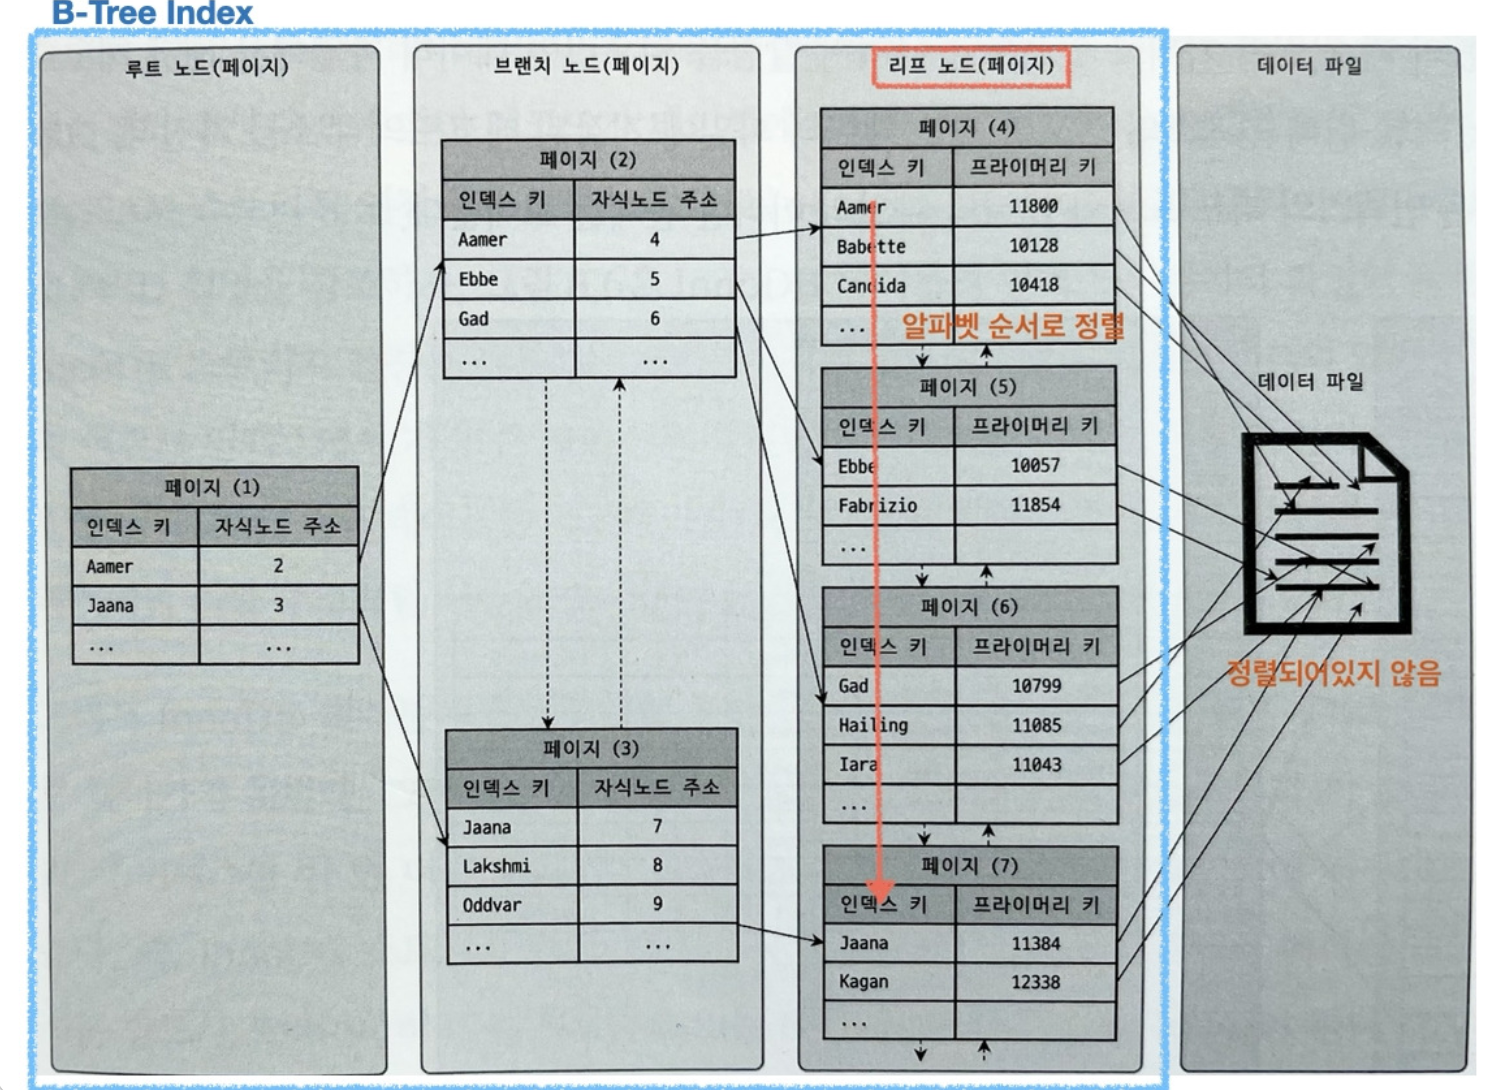 B-Tree Index
루트 노드(페이지)
페이지 (1)
인덱스 키 자식노드 주소
Aamer 2
Jaana 3
... ...
브랜치 노드(페이지)
페이지 (2)
인덱스 키 자식노드 주소
Aamer 4
Ebbe 5
Gad 6
... ...
페이지 (3)
인덱스 키 자식노드 주소
Jaana 7
Lakshmi 8
Oddvar 9
... ...
리프 노드(페이지)
페이지 (4)
인덱스 키 프라이머리 키
Aamer 11800
Babette 10128
Candida 10418
...
알파벳 순서로 정렬
페이지 (5)
인덱스 키 프라이머리 키
Ebbe 10057
Fabrizio 11854
...
페이지 (6)
인덱스 키 프라이머리 키
Gad 10799
Hailing 11085
Iara 11043
...
페이지 (7)
인덱스 키 프라이머리 키
Jaana 11384
Kagan 12338
...
데이터 파일
데이터 파일
정렬되어있지 않음